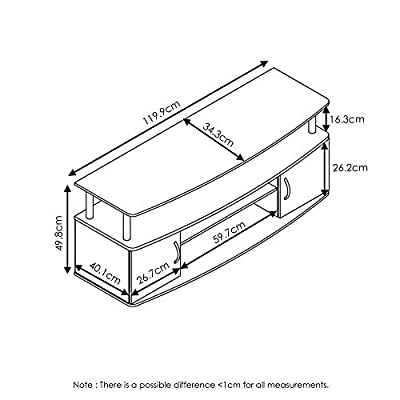 119.9cm
34.3cm
16.3cm
26.2cm
49.8cm
59.7cm
40.1cm
26.7cm
Note : There is a possible difference <1cm for all measurements.